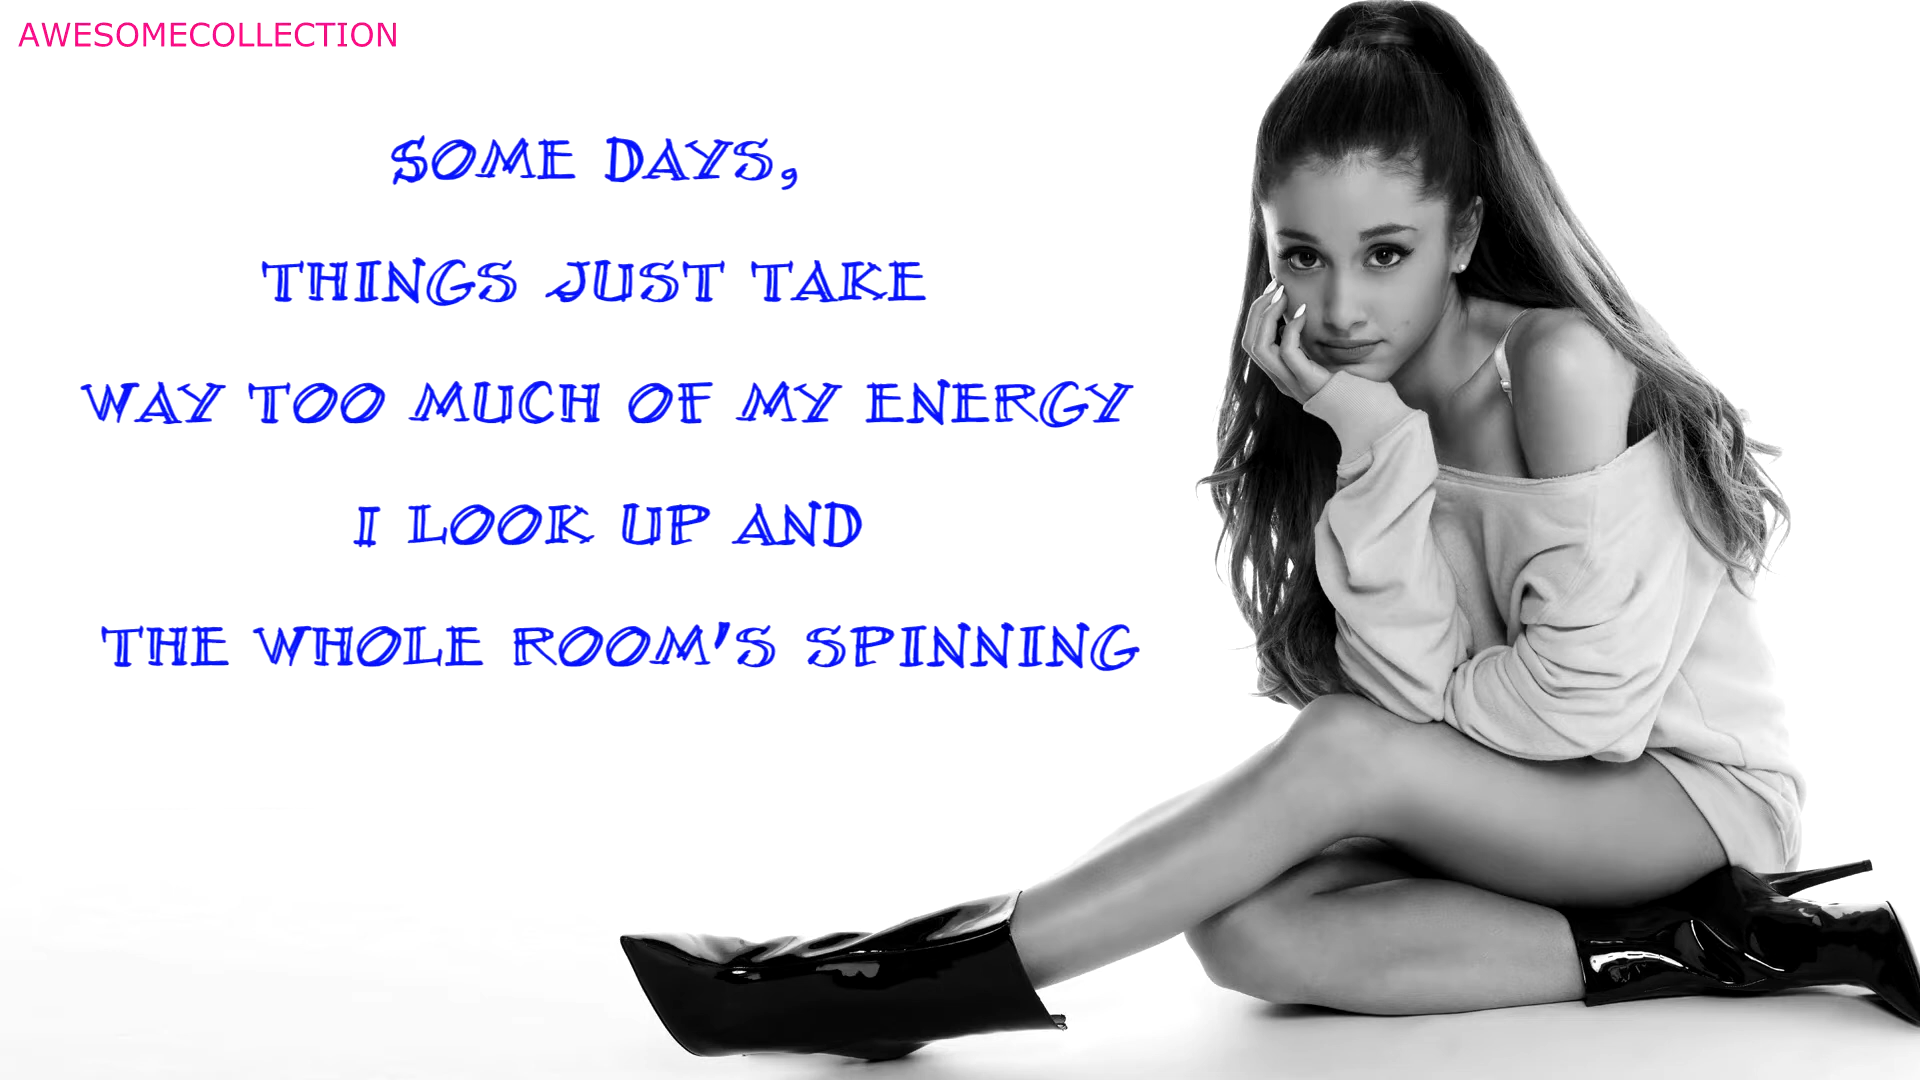 AWESOMECOLLECTION
SOME DAYS,
THINGS JUST TAKE
WAY TOO MUCH OF MY ENERGY
I LOOK UP AND
THE WHOLE ROOM'S SPINNING